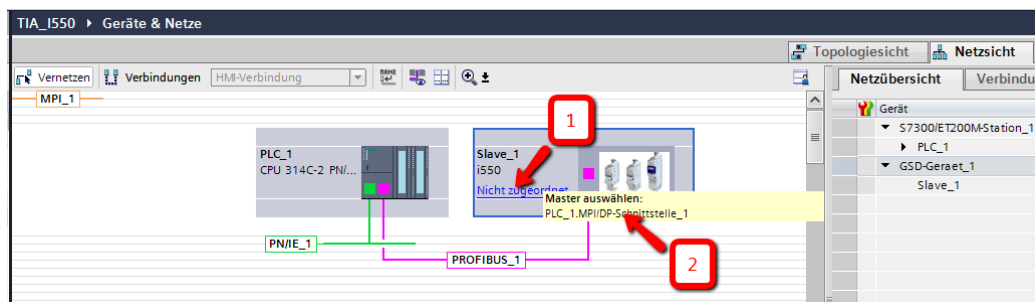 TIA_I550 ▸ Geräte & Netze
Topologiesicht Netzsicht
Vernetzen Verbindungen HMI-Verbindung
Netzübersicht Verbindu
MPI_1
Gerät
S7300/ET200M-Station_1
PLC_1
GSD-Geraet_1
Slave_1
1
PLC_1
CPU 314C-2 PN/...
Slave_1
i550
Nicht zugeordnet
Master auswählen:
PLC_1.MPI/DP-Schnittstelle_1
PN/IE_1
PROFIBUS_1
2